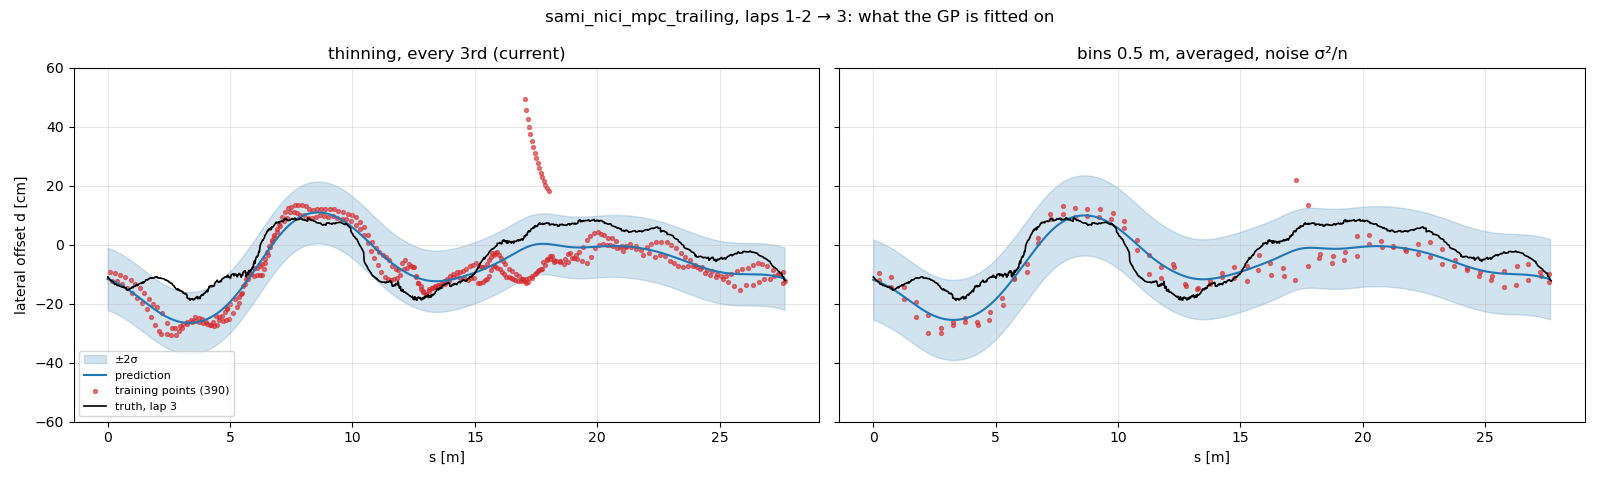 sami_nici_mpc_trailing, laps 1-2 → 3: what the GP is fitted on
thinning, every 3rd (current)
lateral offset d [cm]
60
40
20
0
−20
−40
−60
±2σ
prediction
training points (390)
truth, lap 3
0 5 10 15 20 25
s [m]
bins 0.5 m, averaged, noise σ²/n
0 5 10 15 20 25
s [m]